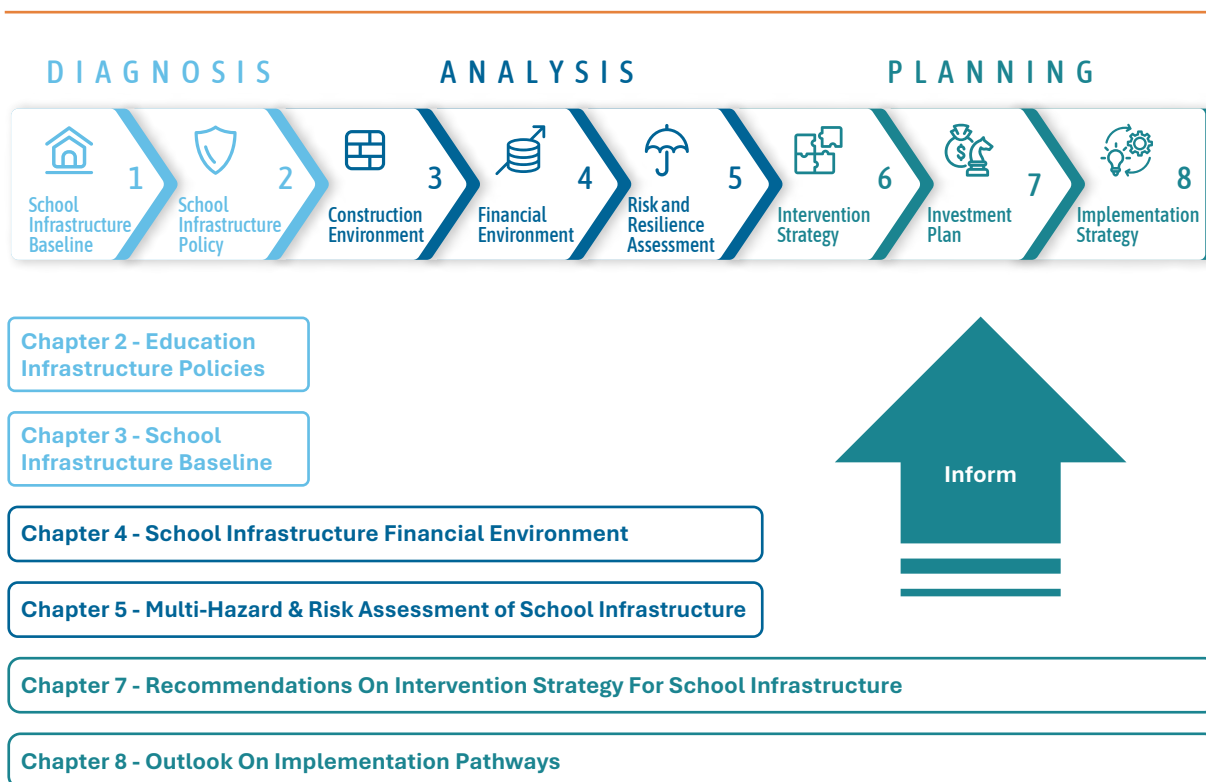 DIAGNOSIS
ANALYSIS
PLANNING
1
School
Infrastructure
Baseline
2
School
Infrastructure
Policy
3
Construction
Environment
4
Financial
Environment
5
Risk and
Resilience
Assessment
6
Intervention
Strategy
$
7
Investment
Plan
8
Implementation
Strategy
Chapter 2 - Education
Infrastructure Policies
Chapter 3 - School
Infrastructure Baseline
Inform
Chapter 4 - School Infrastructure Financial Environment
Chapter 5 - Multi-Hazard & Risk Assessment of School Infrastructure
Chapter 7 - Recommendations On Intervention Strategy For School Infrastructure
Chapter 8 - Outlook On Implementation Pathways